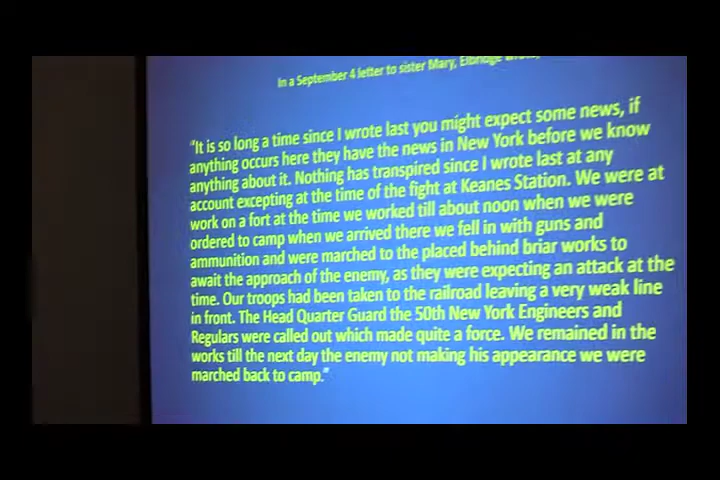 In a September 4 letter to sister Mary, Elbridge wrote,
"It is so long a time since I wrote last you might expect some news, if
anything occurs here they have the news in New York before we know
anything about it. Nothing has transpired since I wrote last at any
account excepting at the time of the fight at Keanes Station. We were at
work on a fort at the time we worked till about noon when we were
ordered to camp when we arrived there we fell in with guns and
ammunition and were marched to the placed behind briar works to
await the approach of the enemy, as they were expecting an attack at the
time. Our troops had been taken to the railroad leaving a very weak line
in front. The Head Quarter Guard the 50th New York Engineers and
Regulars were called out which made quite a force. We remained in the
works till the next day the enemy not making his appearance we were
marched back to camp."